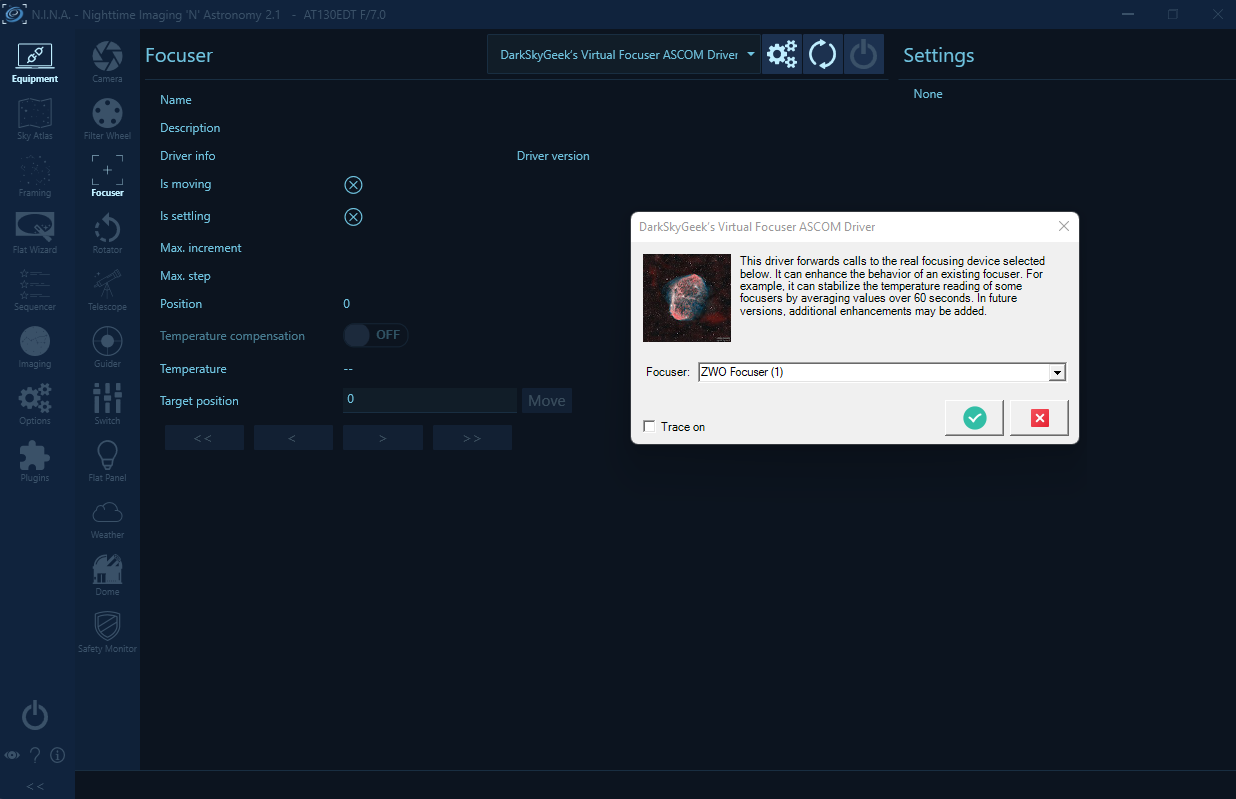 N.I.N.A. - Nighttime Imaging 'N' Astronomy 2.1 - AT130EDT F/7.0
Equipment
Sky Atlas
Framing
Flat Wizard
Sequencer
Imaging
Options
Plugins
<<
Camera
Filter Wheel
Focuser
Rotator
Telescope
Guider
Switch
Flat Panel
Weather
Dome
Safety Monitor
Focuser
DarkSkyGeek's Virtual Focuser ASCOM Driver
Name
Description
Driver info
Driver version
Is moving
Is settling
Max. increment
Max. step
Position 0
Temperature compensation OFF
Temperature --
Target position 0 Move
<< < > >>
Settings
None
DarkSkyGeek's Virtual Focuser ASCOM Driver
This driver forwards calls to the real focusing device selected
below. It can enhance the behavior of an existing focuser. For
example, it can stabilize the temperature reading of some
focusers by averaging values over 60 seconds. In future
versions, additional enhancements may be added.
Focuser: ZWO Focuser (1)
Trace on